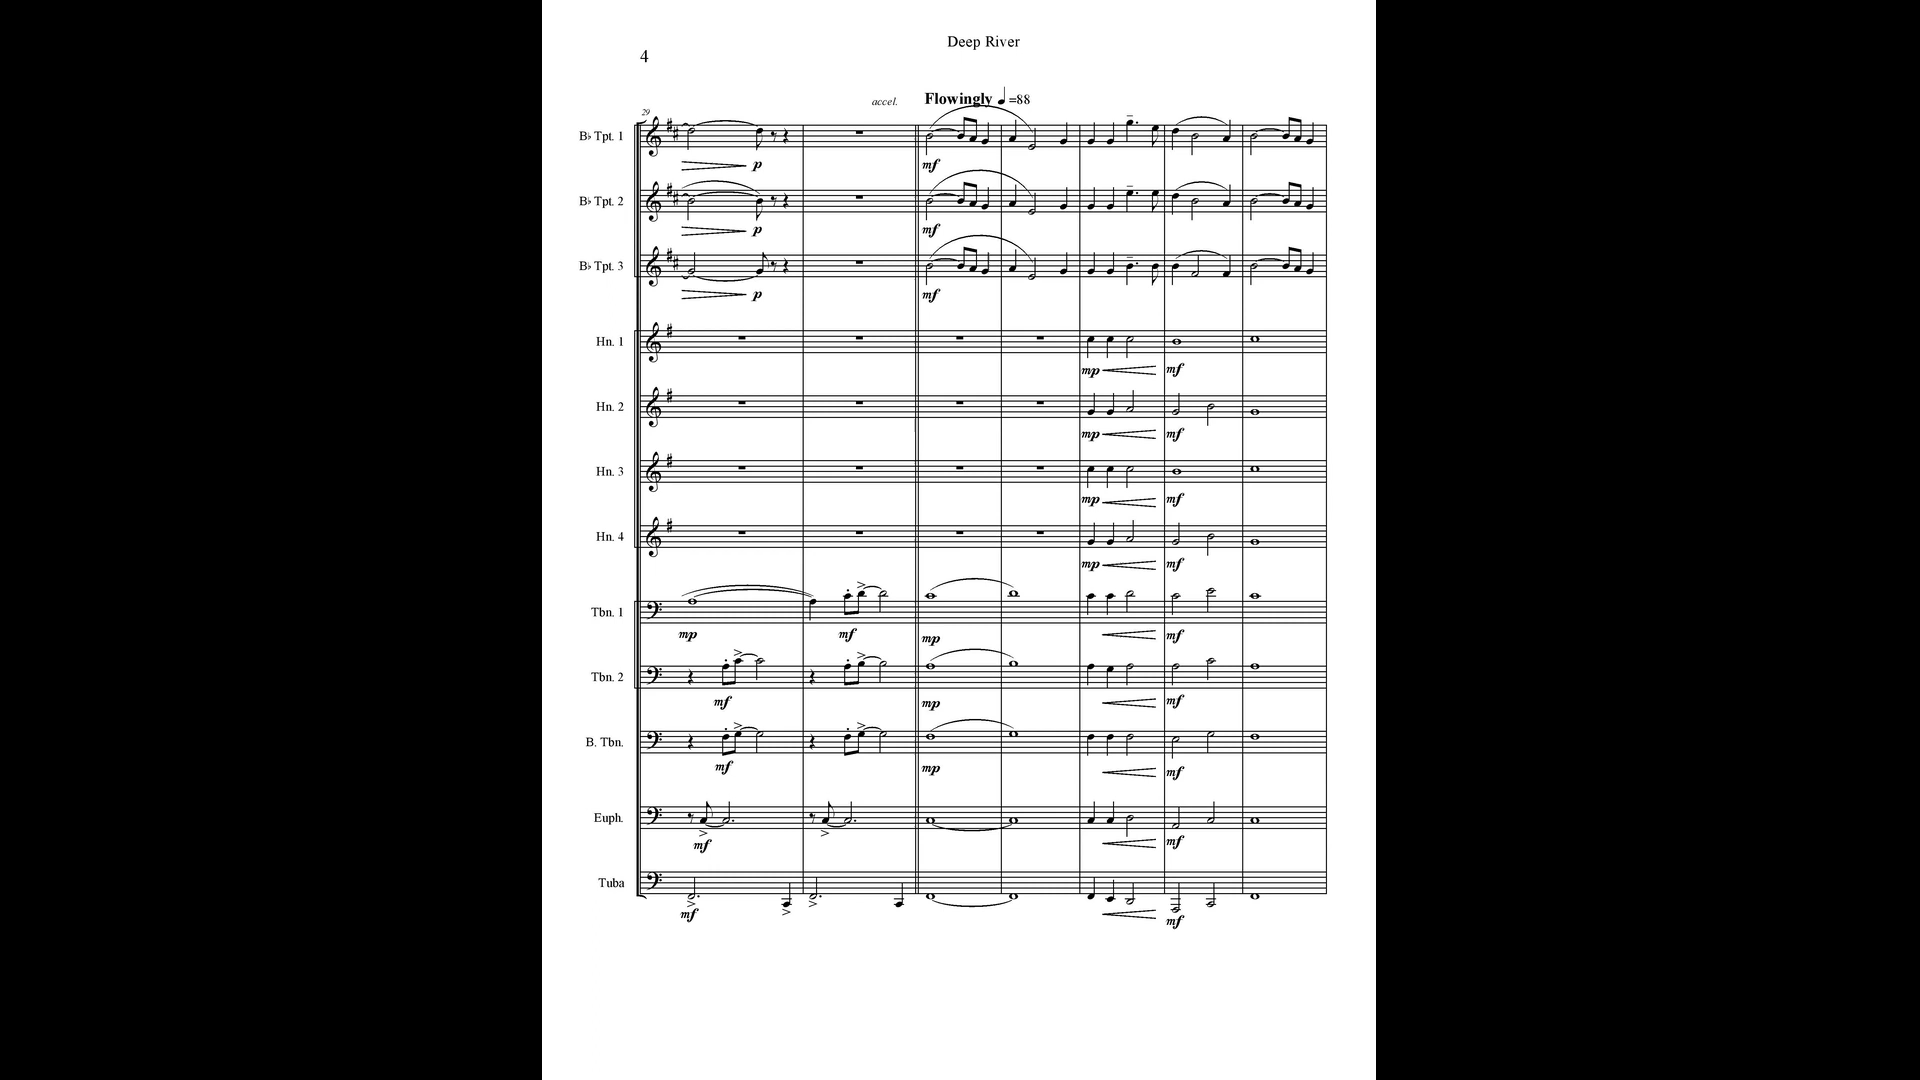 Deep River
4
accel. Flowingly ♩=88
29
B♭ Tpt. 1
p mf
B♭ Tpt. 2
p mf
B♭ Tpt. 3
p mf
Hn. 1
mp mf
Hn. 2
mp mf
Hn. 3
mp mf
Hn. 4
mp mf
Tbn. 1
mp mf mp mf
Tbn. 2
mf mp mf
B. Tbn.
mf mp mf
Euph.
mf mf
Tuba
mf mf